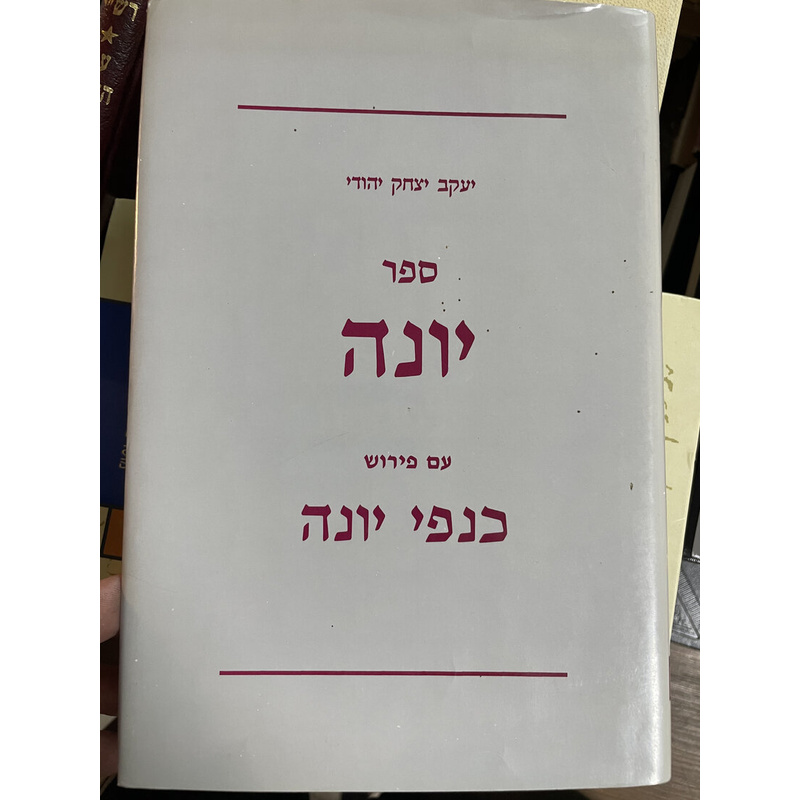 יעקב יצחק יהודי
ספר
יונה
עם פירוש
כנפי יונה